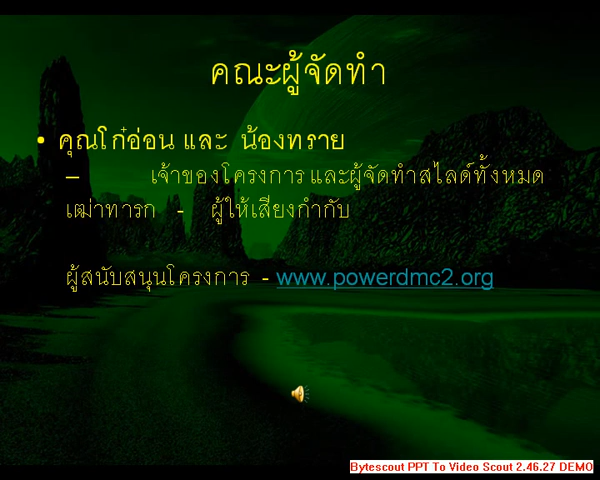 คณะผู้จัดทำ
• คุณโก๋อ่อน และ น้องทราย
– เจ้าของโครงการ และผู้จัดทำสไลด์ทั้งหมด
เฒ่าทารก - ผู้ให้เสียงกำกับ
ผู้สนับสนุนโครงการ - www.powerdmc2.org
Bytescout PPT To Video Scout 2.46.27 DEMO